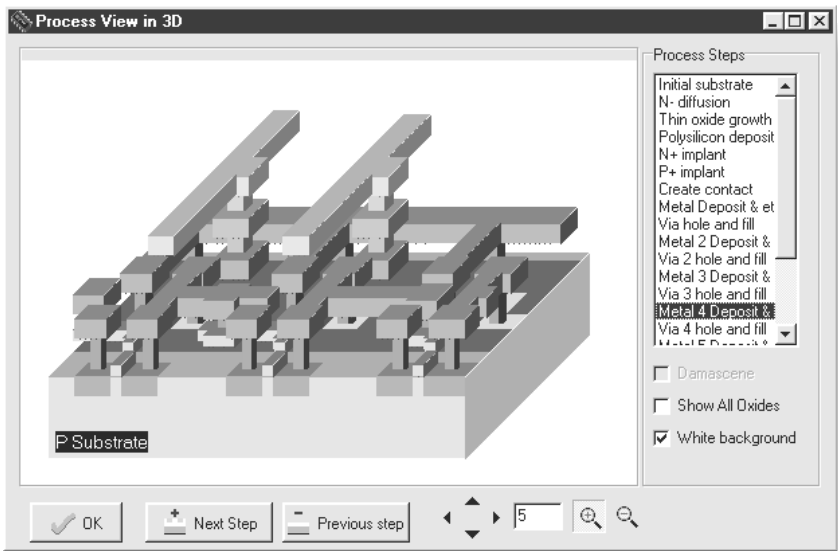 Process View in 3D
Process Steps
Initial substrate
N- diffusion
Thin oxide growth
Polysilicon deposit
N+ implant
P+ implant
Create contact
Metal Deposit & et
Via hole and fill
Metal 2 Deposit &
Via 2 hole and fill
Metal 3 Deposit &
Via 3 hole and fill
Metal 4 Deposit &
Via 4 hole and fill
Metal 5 Deposit &
Damascene
Show All Oxides
White background
P Substrate
OK
Next Step
Previous step
5